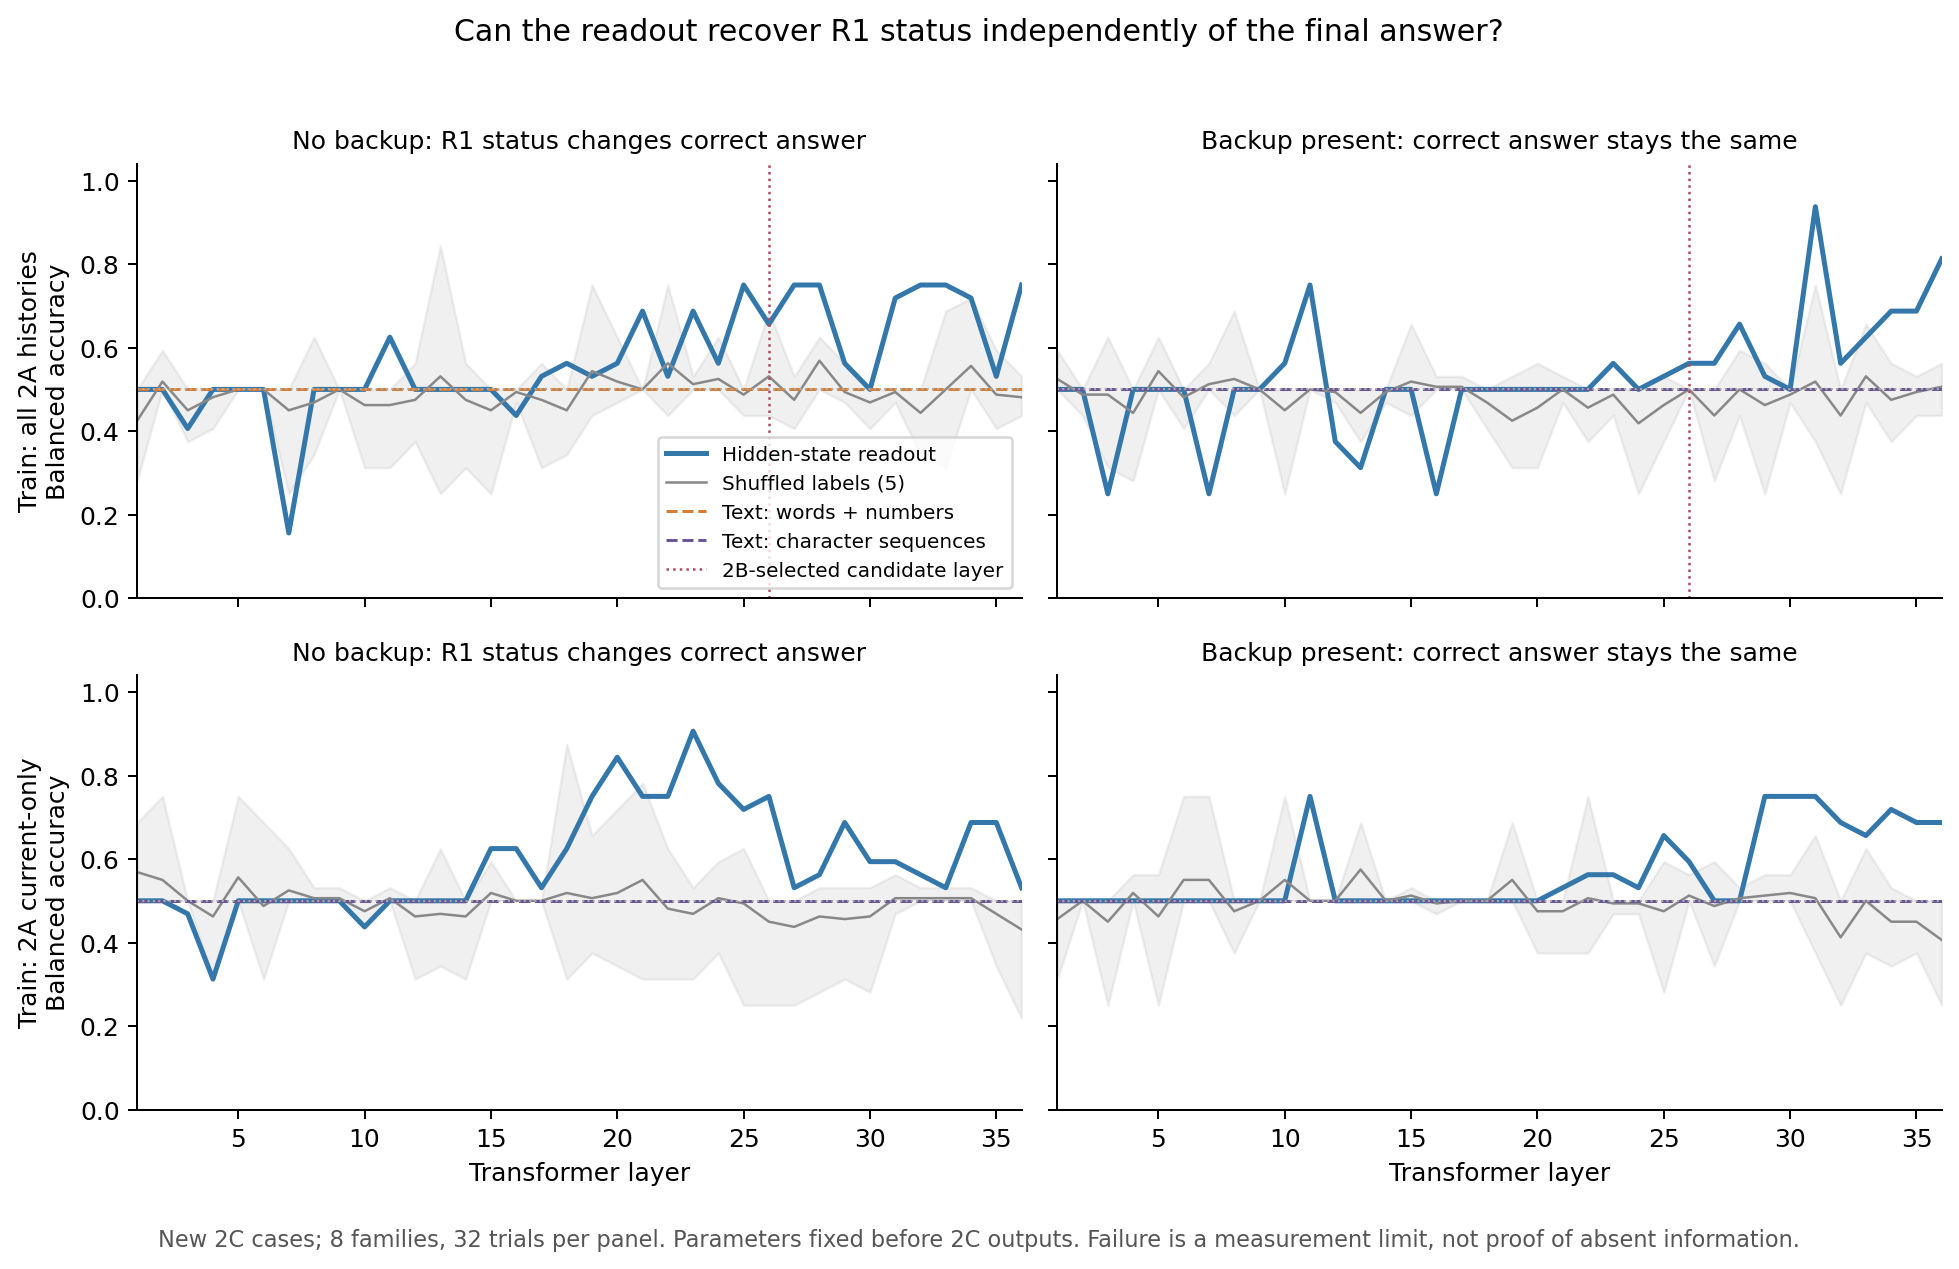 Can the readout recover R1 status independently of the final answer?
No backup: R1 status changes correct answer
Backup present: correct answer stays the same
Train: all 2A histories
Balanced accuracy
1.0
0.8
0.6
0.4
0.2
0.0
Hidden-state readout
Shuffled labels (5)
Text: words + numbers
Text: character sequences
2B-selected candidate layer
No backup: R1 status changes correct answer
Backup present: correct answer stays the same
Train: 2A current-only
Balanced accuracy
1.0
0.8
0.6
0.4
0.2
0.0
5 10 15 20 25 30 35
5 10 15 20 25 30 35
Transformer layer
Transformer layer
New 2C cases; 8 families, 32 trials per panel. Parameters fixed before 2C outputs. Failure is a measurement limit, not proof of absent information.